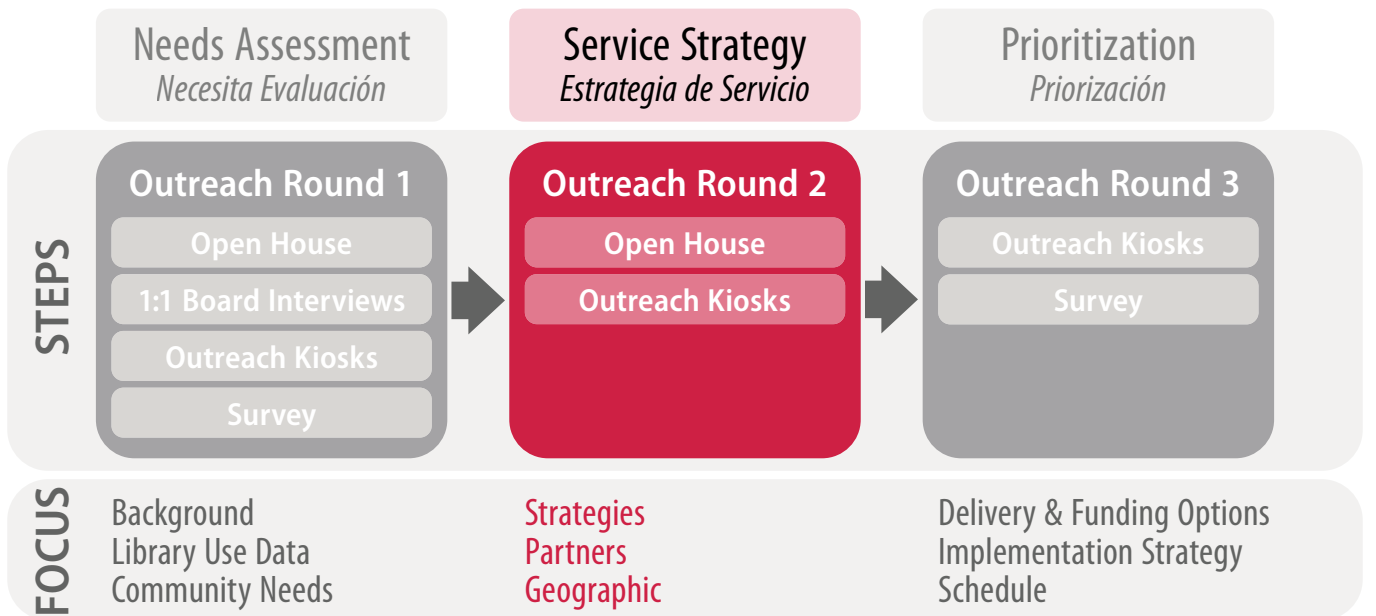 Needs Assessment
Necesita Evaluación
Service Strategy
Estrategia de Servicio
Prioritization
Priorización
STEPS
Outreach Round 1
Open House
1:1 Board Interviews
Outreach Kiosks
Survey
Outreach Round 2
Open House
Outreach Kiosks
Outreach Round 3
Outreach Kiosks
Survey
FOCUS
Background
Library Use Data
Community Needs
Strategies
Partners
Geographic
Delivery & Funding Options
Implementation Strategy
Schedule